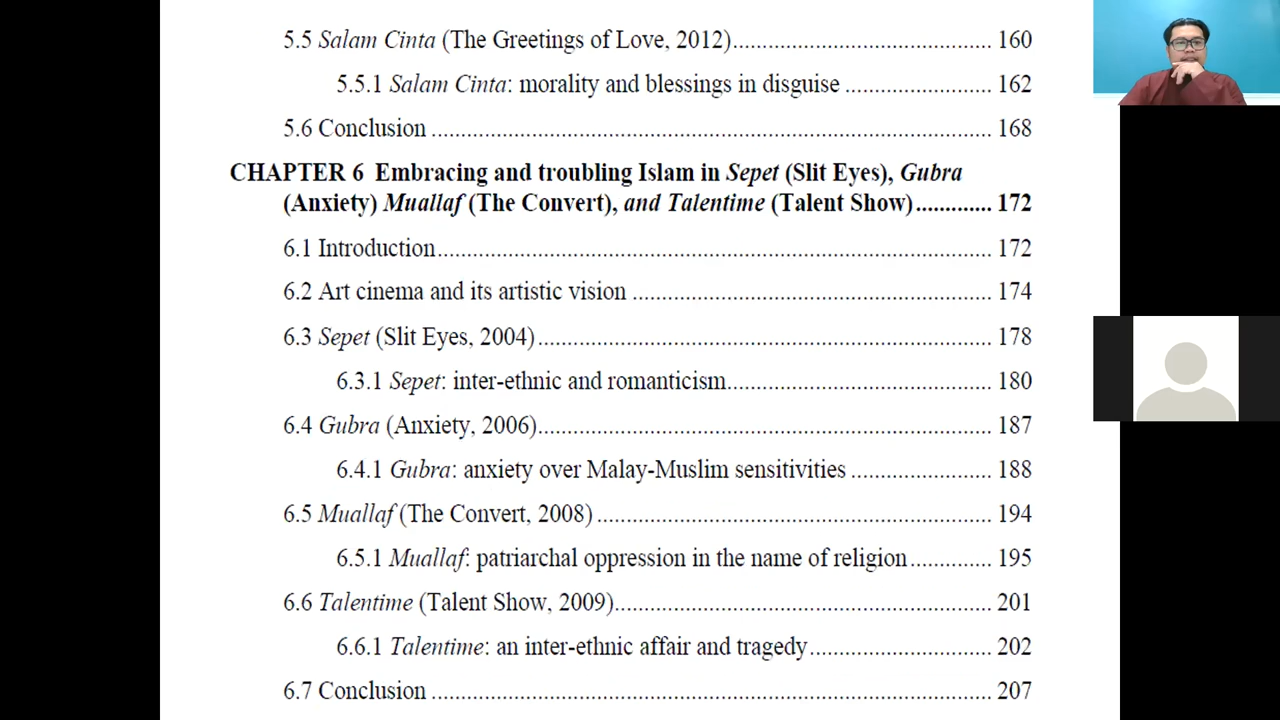 5.5 Salam Cinta (The Greetings of Love, 2012)........................................ 160
5.5.1 Salam Cinta: morality and blessings in disguise ...................... 162
5.6 Conclusion ...................................................................................... 168
CHAPTER 6 Embracing and troubling Islam in Sepet (Slit Eyes), Gubra
(Anxiety) Muallaf (The Convert), and Talentime (Talent Show)............ 172
6.1 Introduction..................................................................................... 172
6.2 Art cinema and its artistic vision ...................................................... 174
6.3 Sepet (Slit Eyes, 2004)..................................................................... 178
6.3.1 Sepet: inter-ethnic and romanticism........................................ 180
6.4 Gubra (Anxiety, 2006)..................................................................... 187
6.4.1 Gubra: anxiety over Malay-Muslim sensitivities ..................... 188
6.5 Muallaf (The Convert, 2008) ........................................................... 194
6.5.1 Muallaf: patriarchal oppression in the name of religion............ 195
6.6 Talentime (Talent Show, 2009)......................................................... 201
6.6.1 Talentime: an inter-ethnic affair and tragedy........................... 202
6.7 Conclusion ...................................................................................... 207